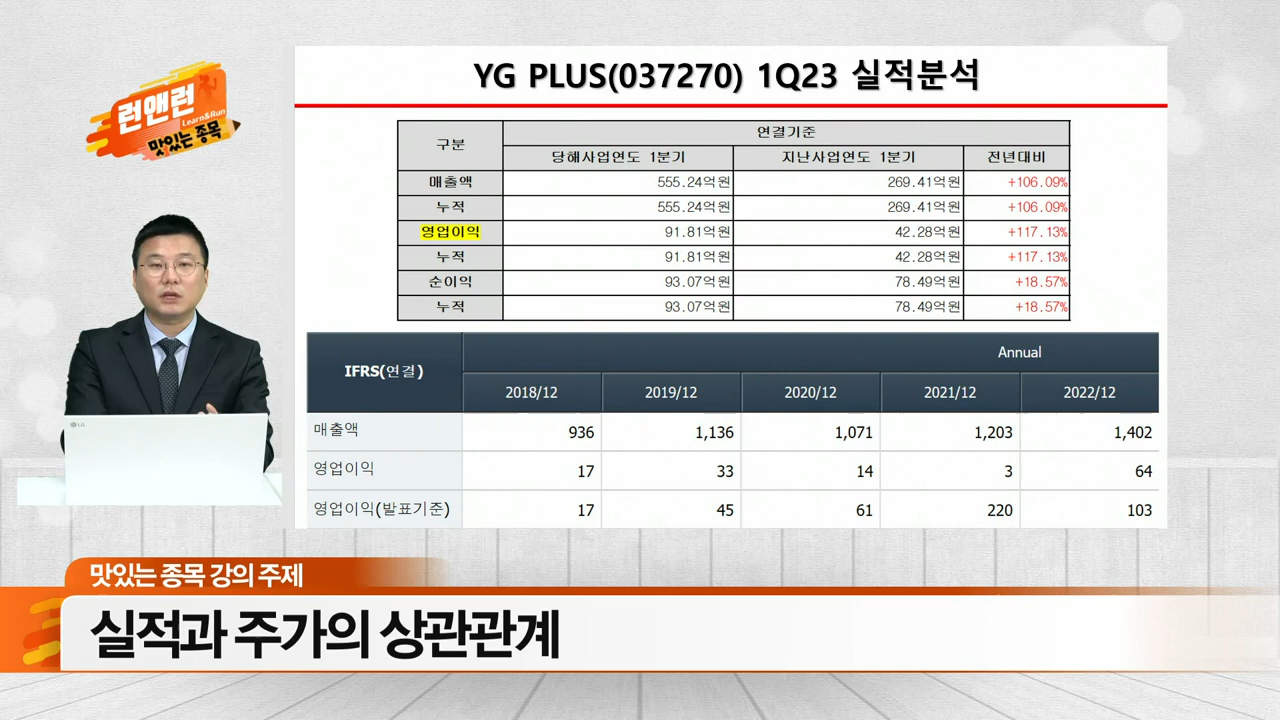 YG PLUS(037270) 1Q23 실적분석
런앤런
Learn&Run
맛있는 종목
구분 연결기준
당해사업연도 1분기 지난사업연도 1분기 전년대비
매출액 555.24억원 269.41억원 +106.09%
누적 555.24억원 269.41억원 +106.09%
영업이익 91.81억원 42.28억원 +117.13%
누적 91.81억원 42.28억원 +117.13%
순이익 93.07억원 78.49억원 +18.57%
누적 93.07억원 78.49억원 +18.57%
IFRS(연결) Annual
2018/12 2019/12 2020/12 2021/12 2022/12
매출액 936 1,136 1,071 1,203 1,402
영업이익 17 33 14 3 64
영업이익(발표기준) 17 45 61 220 103
LG
맛있는 종목 강의 주제
실적과 주가의 상관관계